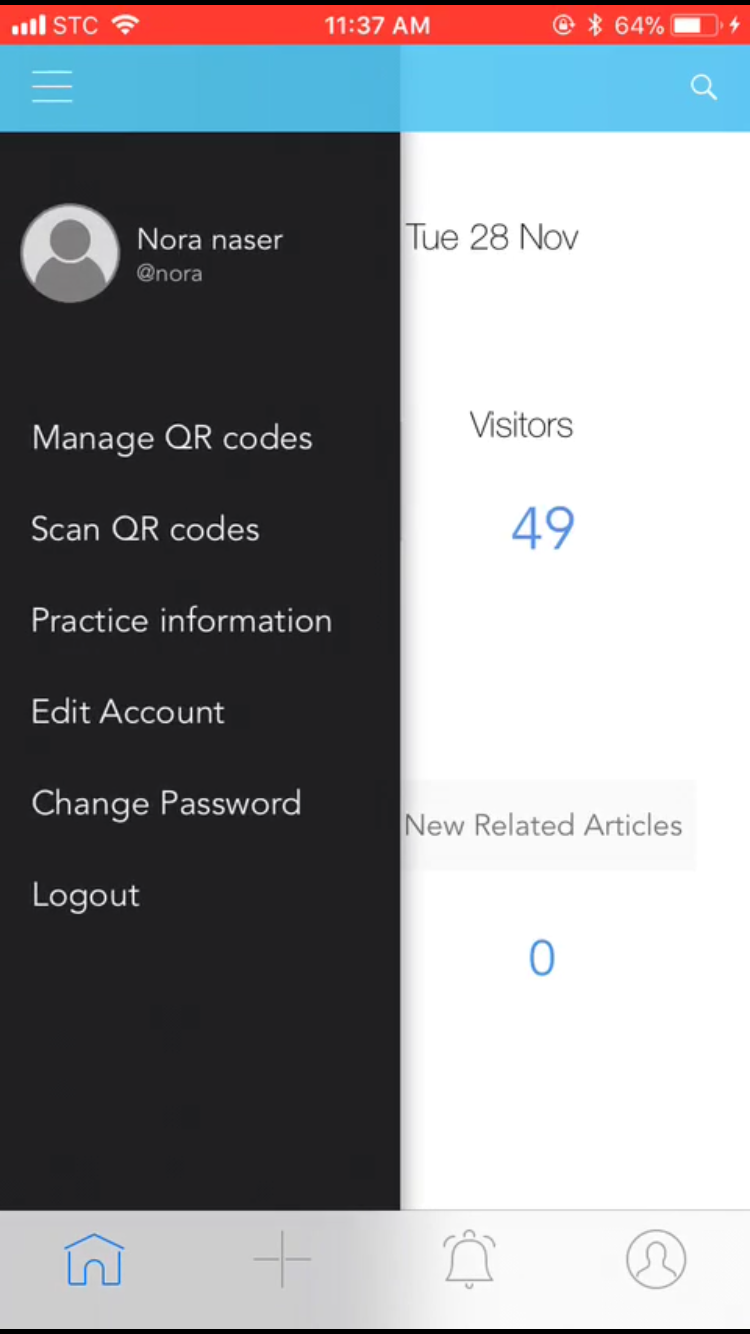 STC 11:37 AM 64%
Nora naser
@nora
Tue 28 Nov
Manage QR codes
Scan QR codes
Practice information
Edit Account
Change Password
Logout
Visitors
49
New Related Articles
0